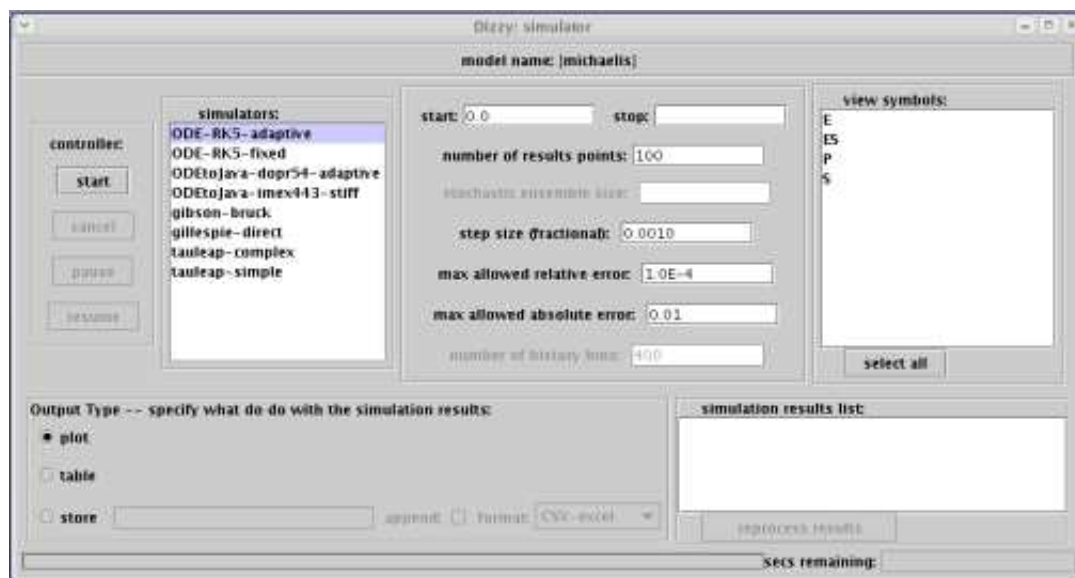 Dizzy: simulator
model name: [michaelis]
controller:
start
cancel
pause
resume
simulators:
ODE-RK5-adaptive
ODE-RK5-fixed
ODEtoJava-dopr54-adaptive
ODEtoJava-imex443-stiff
gibson-bruck
gillespie-direct
tauleap-complex
tauleap-simple
start: 0.0 stop:
number of results points: 100
stochastic ensemble size:
step size (fractional): 0.0010
max allowed relative error: 1.0E-4
max allowed absolute error: 0.01
number of history bins: 400
view symbols:
E
ES
P
S
select all
Output Type -- specify what do do with the simulation results:
plot
table
store append: format: CSV-excel
simulation results list:
reprocess results
secs remaining: